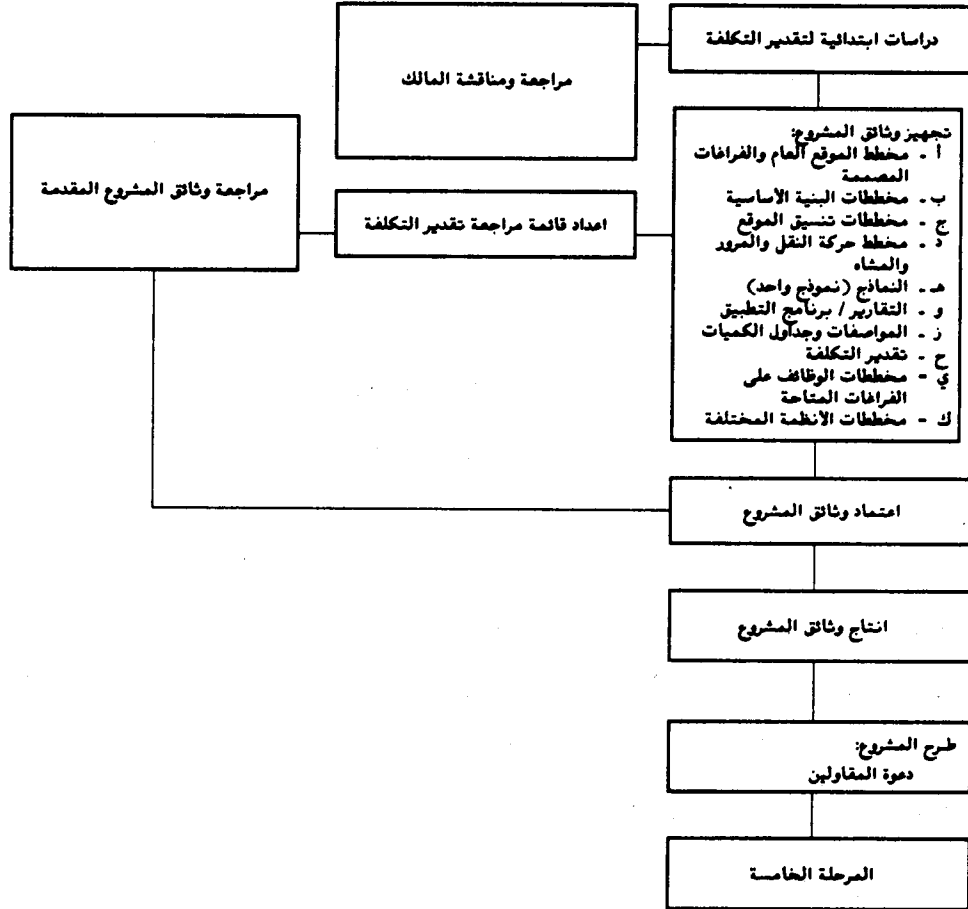 دراسات ابتدائية لتقدير التكلفة
مراجعة ومناقشة المالك
تجهيز وثائق المشروع:
أ - مخطط الموقع العام والفراغات
المصممة
ب - مخططات البنية الأساسية
ج - مخططات تنسيق الموقع
د - مخطط حركة النقل والمرور
والمشاه
هـ - النماذج (نموذج واحد)
و - التقارير / برنامج التطبيق
ز - المواصفات وجداول الكميات
ح - تقدير التكلفة
ي - مخططات الوظائف على
الفراغات المتاحة
ك - مخططات الأنظمة المختلفة
اعداد قائمة مراجعة تقدير التكلفة
مراجعة وثائق المشروع المقدمة
اعتماد وثائق المشروع
انتاج وثائق المشروع
طرح المشروع:
دعوة المقاولين
المرحلة الخامسة